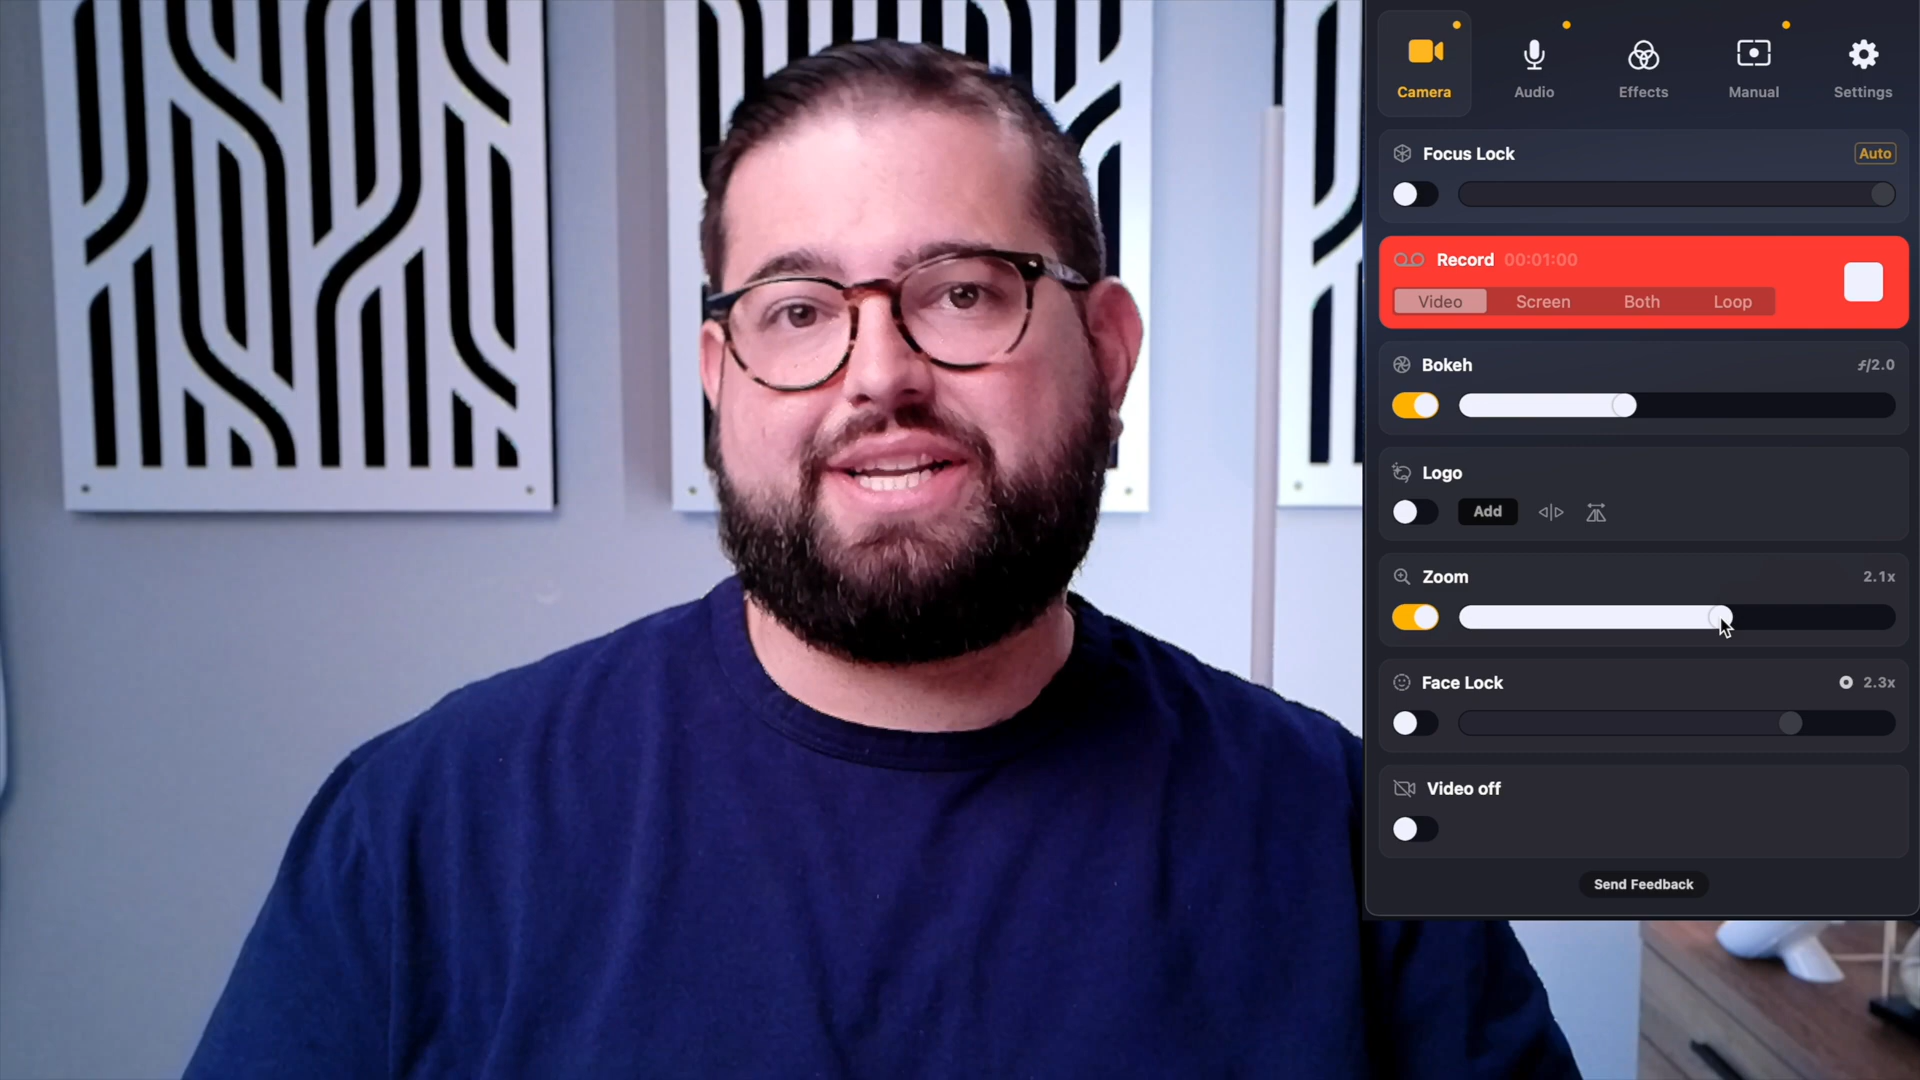 Camera
Audio
Effects
Manual
Settings
Focus Lock
Auto
Record 00:01:00
Video Screen Both Loop
Bokeh
ƒ/2.0
Logo
Add
Zoom
2.1x
Face Lock
2.3x
Video off
Send Feedback